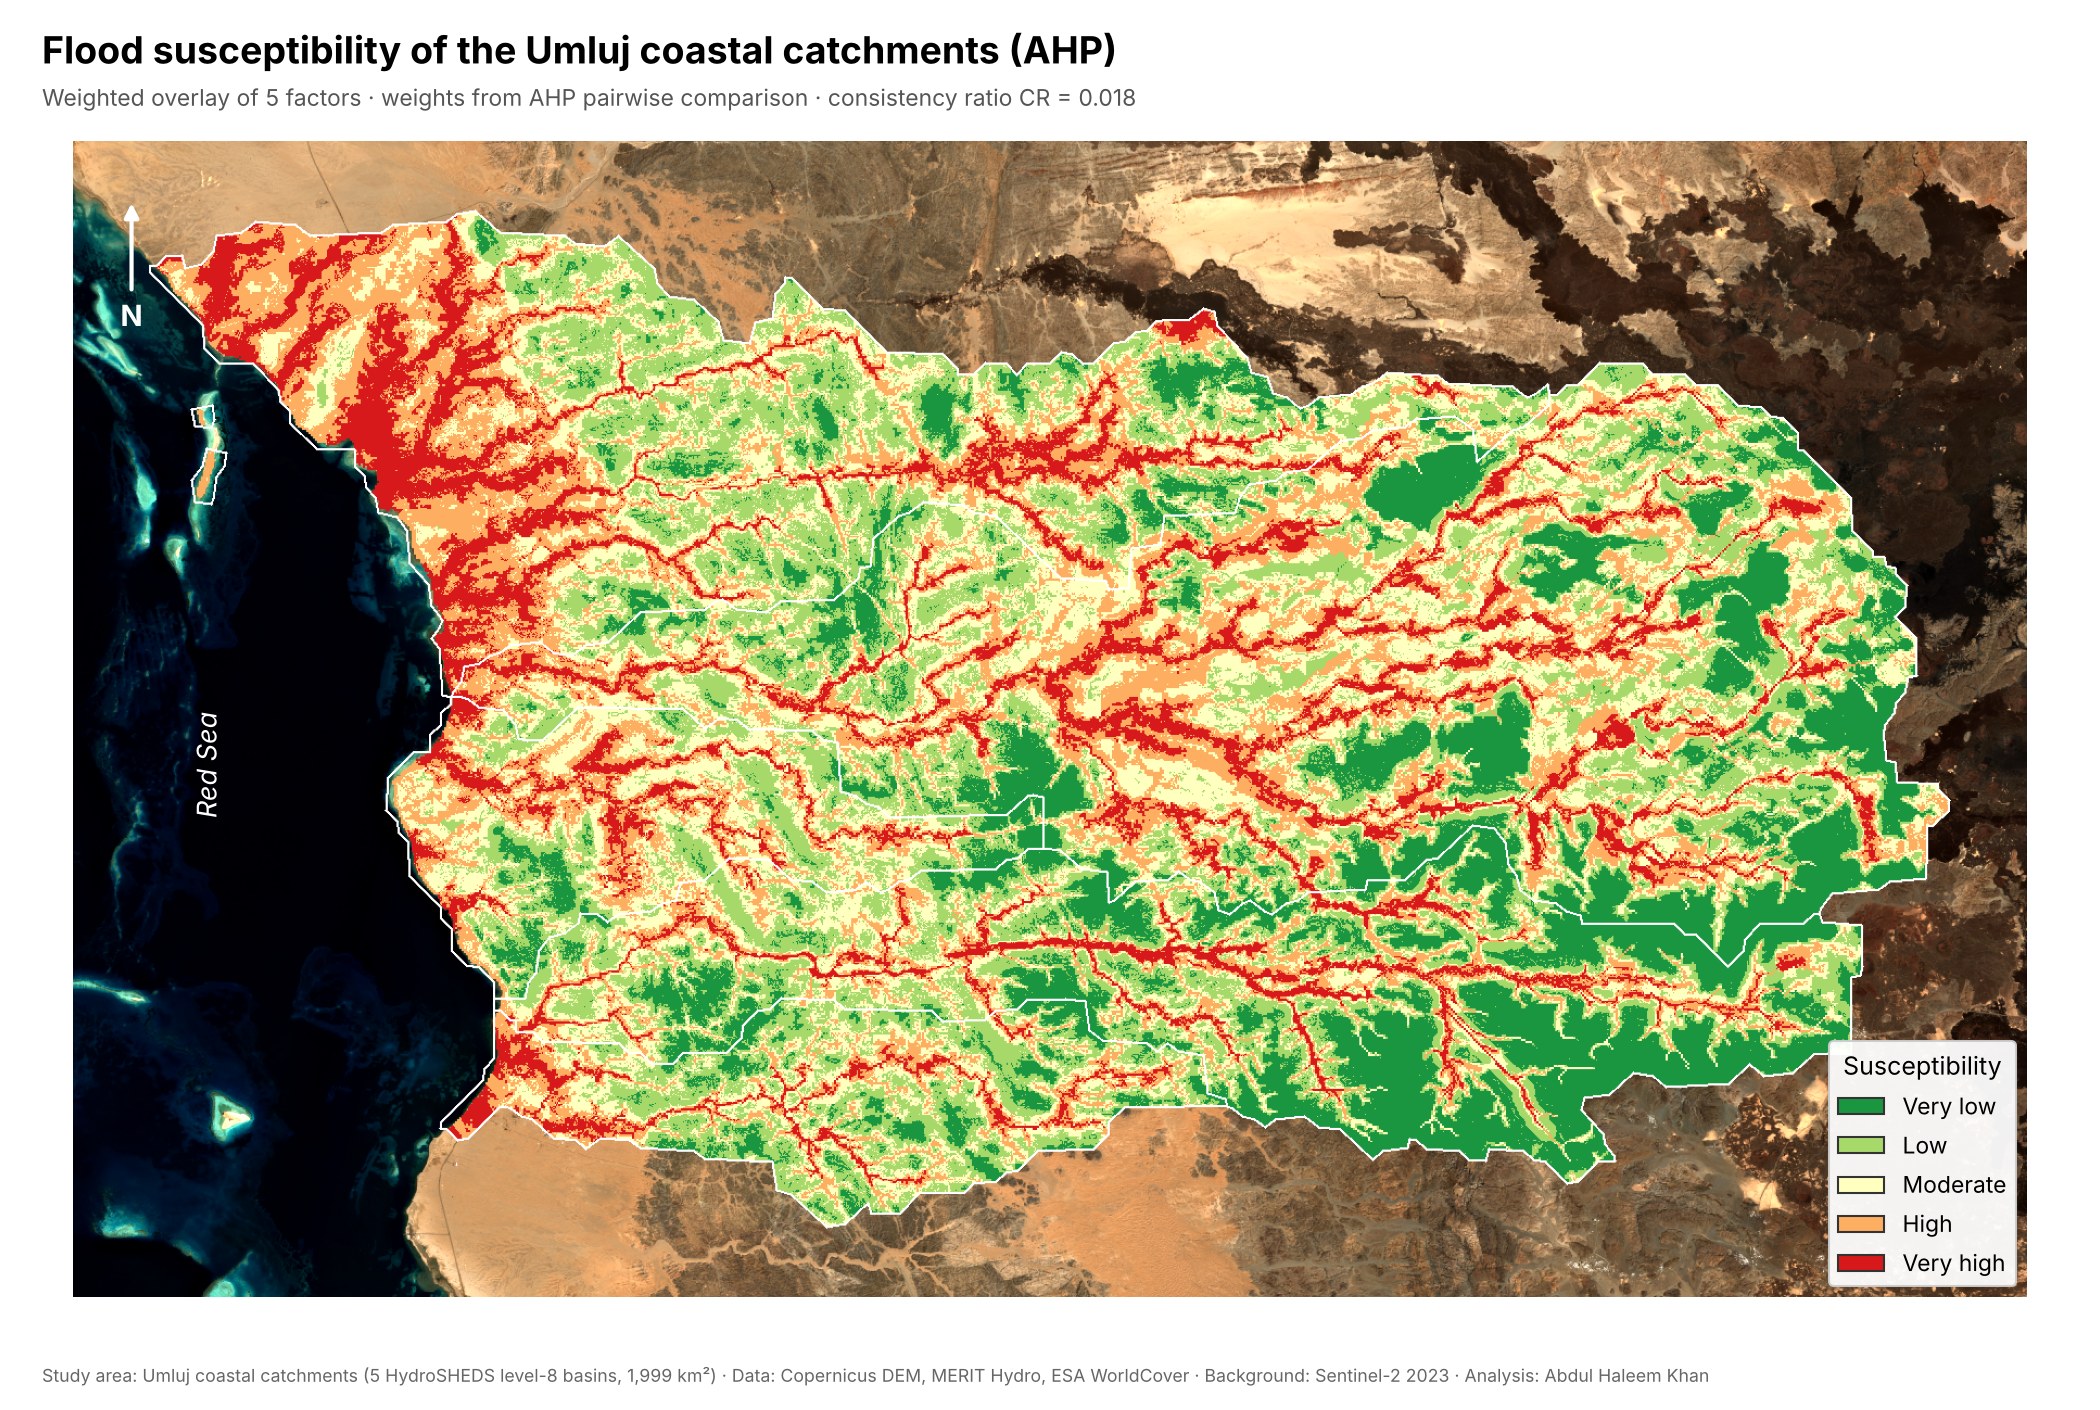 Flood susceptibility of the Umluj coastal catchments (AHP)
Weighted overlay of 5 factors · weights from AHP pairwise comparison · consistency ratio CR = 0.018
N
Red Sea
Susceptibility
Very low
Low
Moderate
High
Very high
Study area: Umluj coastal catchments (5 HydroSHEDS level-8 basins, 1,999 km²) · Data: Copernicus DEM, MERIT Hydro, ESA WorldCover · Background: Sentinel-2 2023 · Analysis: Abdul Haleem Khan